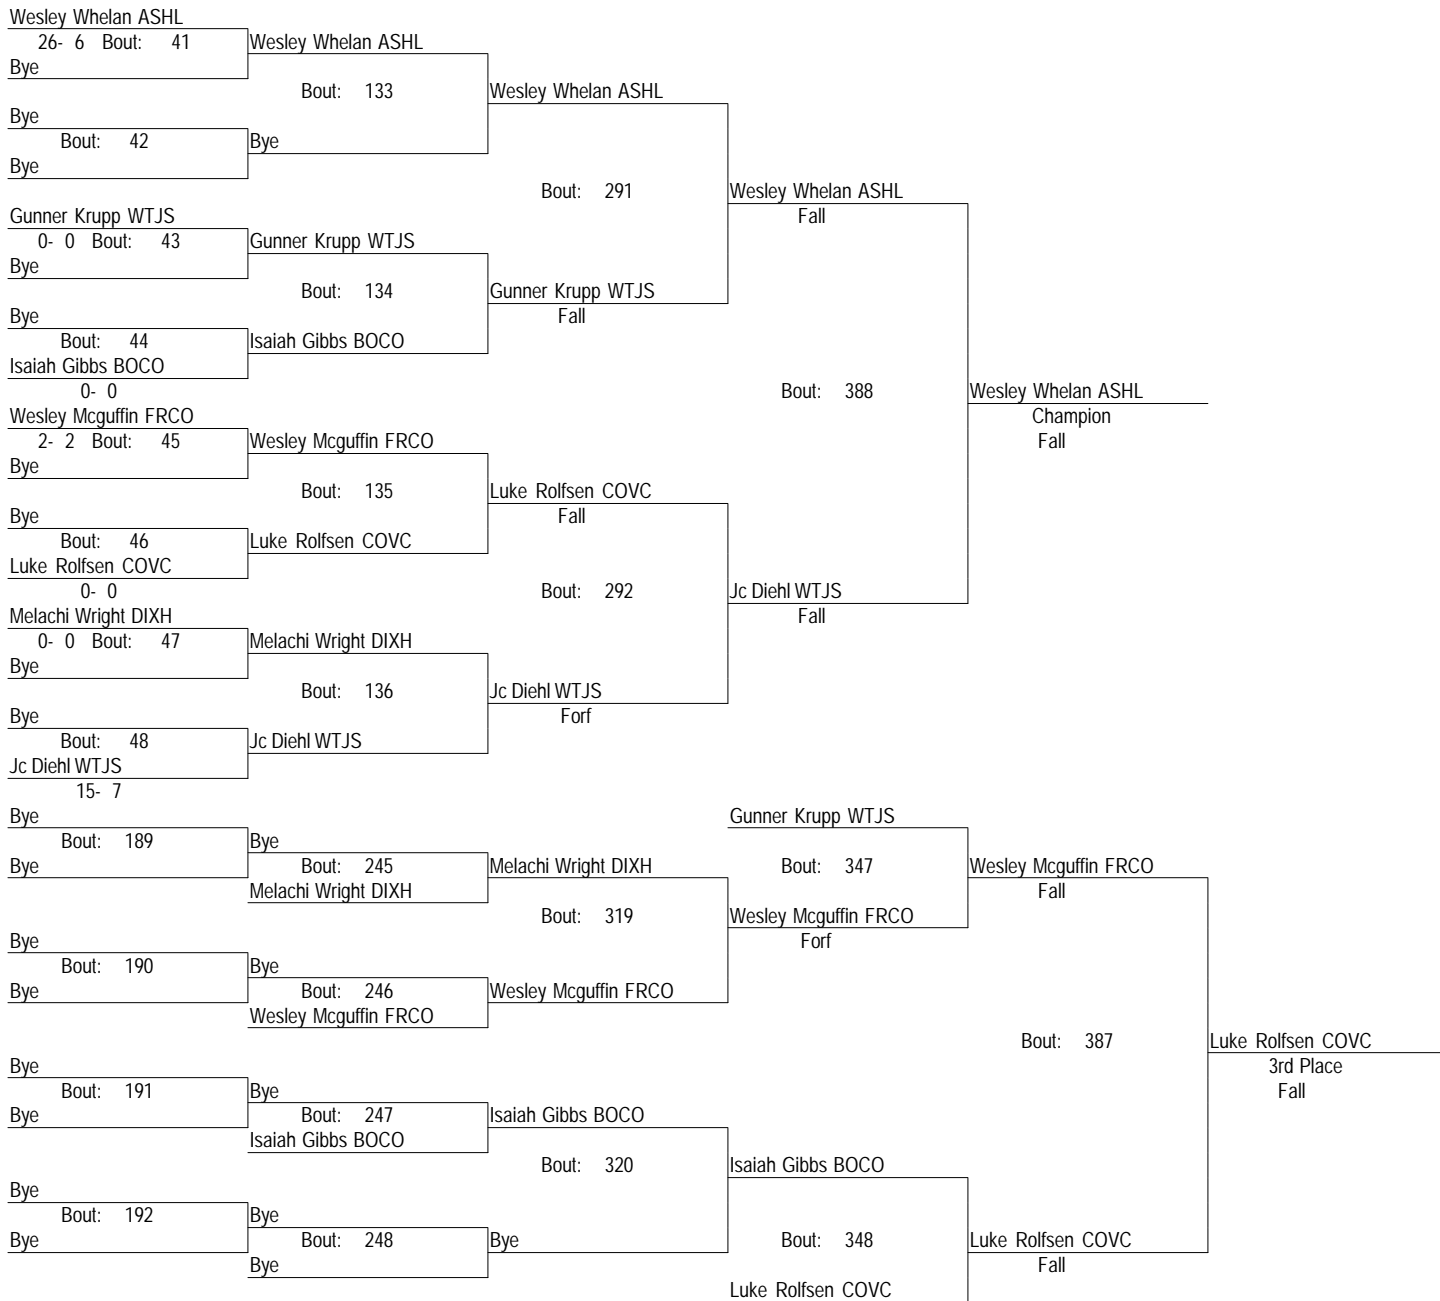 Wesley Whelan ASHL
26- 6 Bout: 41 Wesley Whelan ASHL
Bye
Bout: 133 Wesley Whelan ASHL
Bye
Bout: 42 Bye
Bye
Bout: 291 Wesley Whelan ASHL
Gunner Krupp WTJS Fall
0- 0 Bout: 43 Gunner Krupp WTJS
Bye
Bout: 134 Gunner Krupp WTJS
Bye Fall
Bout: 44 Isaiah Gibbs BOCO
Isaiah Gibbs BOCO
0- 0 Bout: 388 Wesley Whelan ASHL
Wesley Mcguffin FRCO Champion
2- 2 Bout: 45 Wesley Mcguffin FRCO Fall
Bye
Bout: 135 Luke Rolfsen COVC
Bye Fall
Bout: 46 Luke Rolfsen COVC
Luke Rolfsen COVC
0- 0 Bout: 292 Jc Diehl WTJS
Melachi Wright DIXH Fall
0- 0 Bout: 47 Melachi Wright DIXH
Bye
Bout: 136 Jc Diehl WTJS
Bye Forf
Bout: 48 Jc Diehl WTJS
Jc Diehl WTJS
15- 7
Bye Gunner Krupp WTJS
Bout: 189 Bye
Bye Bout: 245 Melachi Wright DIXH Bout: 347 Wesley Mcguffin FRCO
Melachi Wright DIXH Fall
Bout: 319 Wesley Mcguffin FRCO
Bye Forf
Bout: 190 Bye
Bye Bout: 246 Wesley Mcguffin FRCO
Wesley Mcguffin FRCO
Bout: 387 Luke Rolfsen COVC
Bye 3rd Place
Bout: 191 Bye Fall
Bye Bout: 247 Isaiah Gibbs BOCO
Isaiah Gibbs BOCO
Bout: 320 Isaiah Gibbs BOCO
Bye
Bout: 192 Bye
Bye Bout: 248 Bye Bout: 348 Luke Rolfsen COVC
Bye Fall
Luke Rolfsen COVC